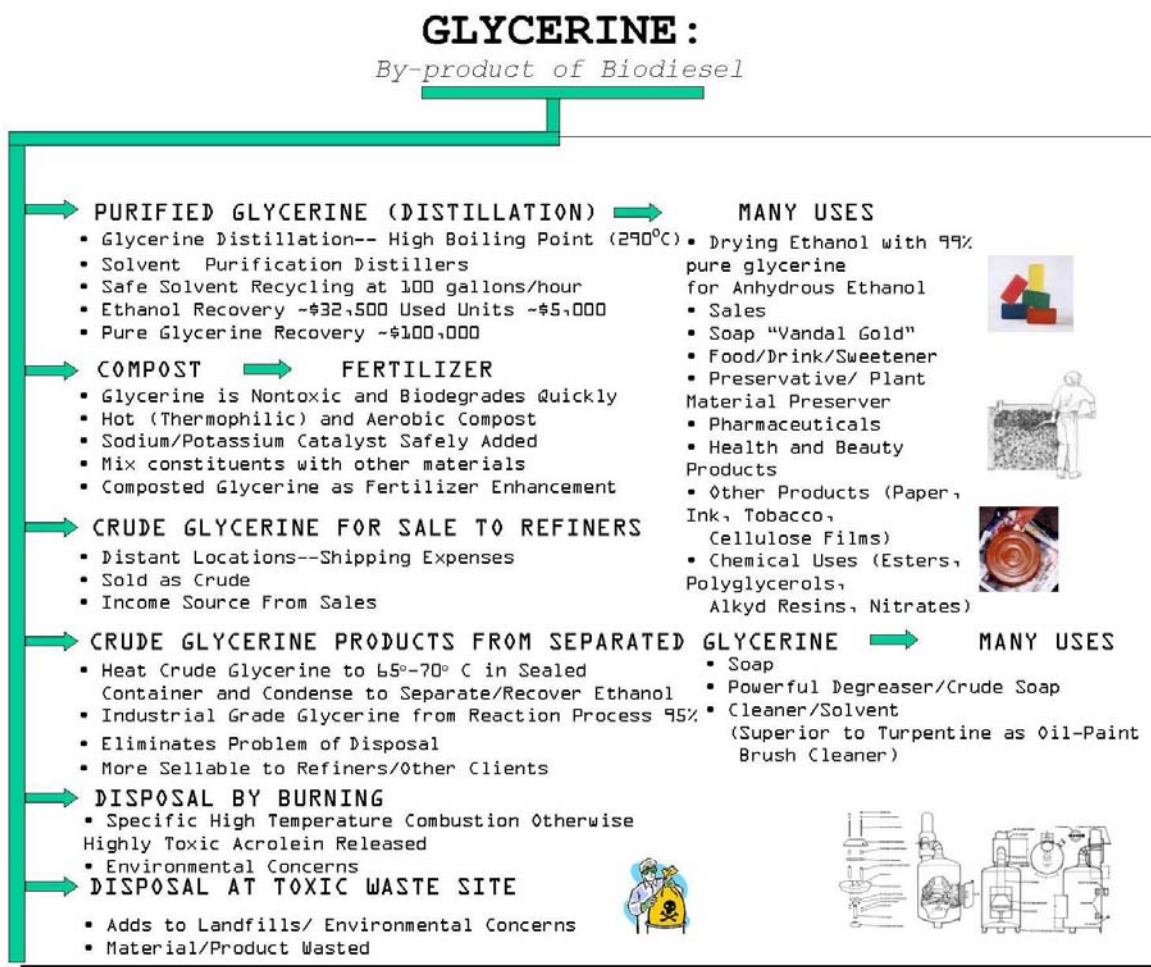 GLYCERINE:
By-product of Biodiesel
PURIFIED GLYCERINE (DISTILLATION)
• Glycerine Distillation-- High Boiling Point (290⁰C)
• Solvent Purification Distillers
• Safe Solvent Recycling at 100 gallons/hour
• Ethanol Recovery ~$32,500 Used Units ~$5,000
• Pure Glycerine Recovery ~$100,000
MANY USES
• Drying Ethanol with 99%
pure glycerine
for Anhydrous Ethanol
• Sales
• Soap “Vandal Gold”
• Food/Drink/Sweetener
• Preservative/ Plant
Material Preserver
• Pharmaceuticals
• Health and Beauty
Products
• Other Products (Paper,
Ink, Tobacco,
Cellulose Films)
• Chemical Uses (Esters,
Polyglycerols,
Alkyd Resins, Nitrates)
COMPOST FERTILIZER
• Glycerine is Nontoxic and Biodegrades Quickly
• Hot (Thermophilic) and Aerobic Compost
• Sodium/Potassium Catalyst Safely Added
• Mix constituents with other materials
• Composted Glycerine as Fertilizer Enhancement
CRUDE GLYCERINE FOR SALE TO REFINERS
• Distant Locations--Shipping Expenses
• Sold as Crude
• Income Source From Sales
CRUDE GLYCERINE PRODUCTS FROM SEPARATED GLYCERINE
• Heat Crude Glycerine to 65°-70° C in Sealed
Container and Condense to Separate/Recover Ethanol
• Industrial Grade Glycerine from Reaction Process 95%
• Eliminates Problem of Disposal
• More Sellable to Refiners/Other Clients
MANY USES
• Soap
• Powerful Degreaser/Crude Soap
• Cleaner/Solvent
(Superior to Turpentine as Oil-Paint
Brush Cleaner)
DISPOSAL BY BURNING
• Specific High Temperature Combustion Otherwise
Highly Toxic Acrolein Released
• Environmental Concerns
DISPOSAL AT TOXIC WASTE SITE
• Adds to Landfills/ Environmental Concerns
• Material/Product Wasted